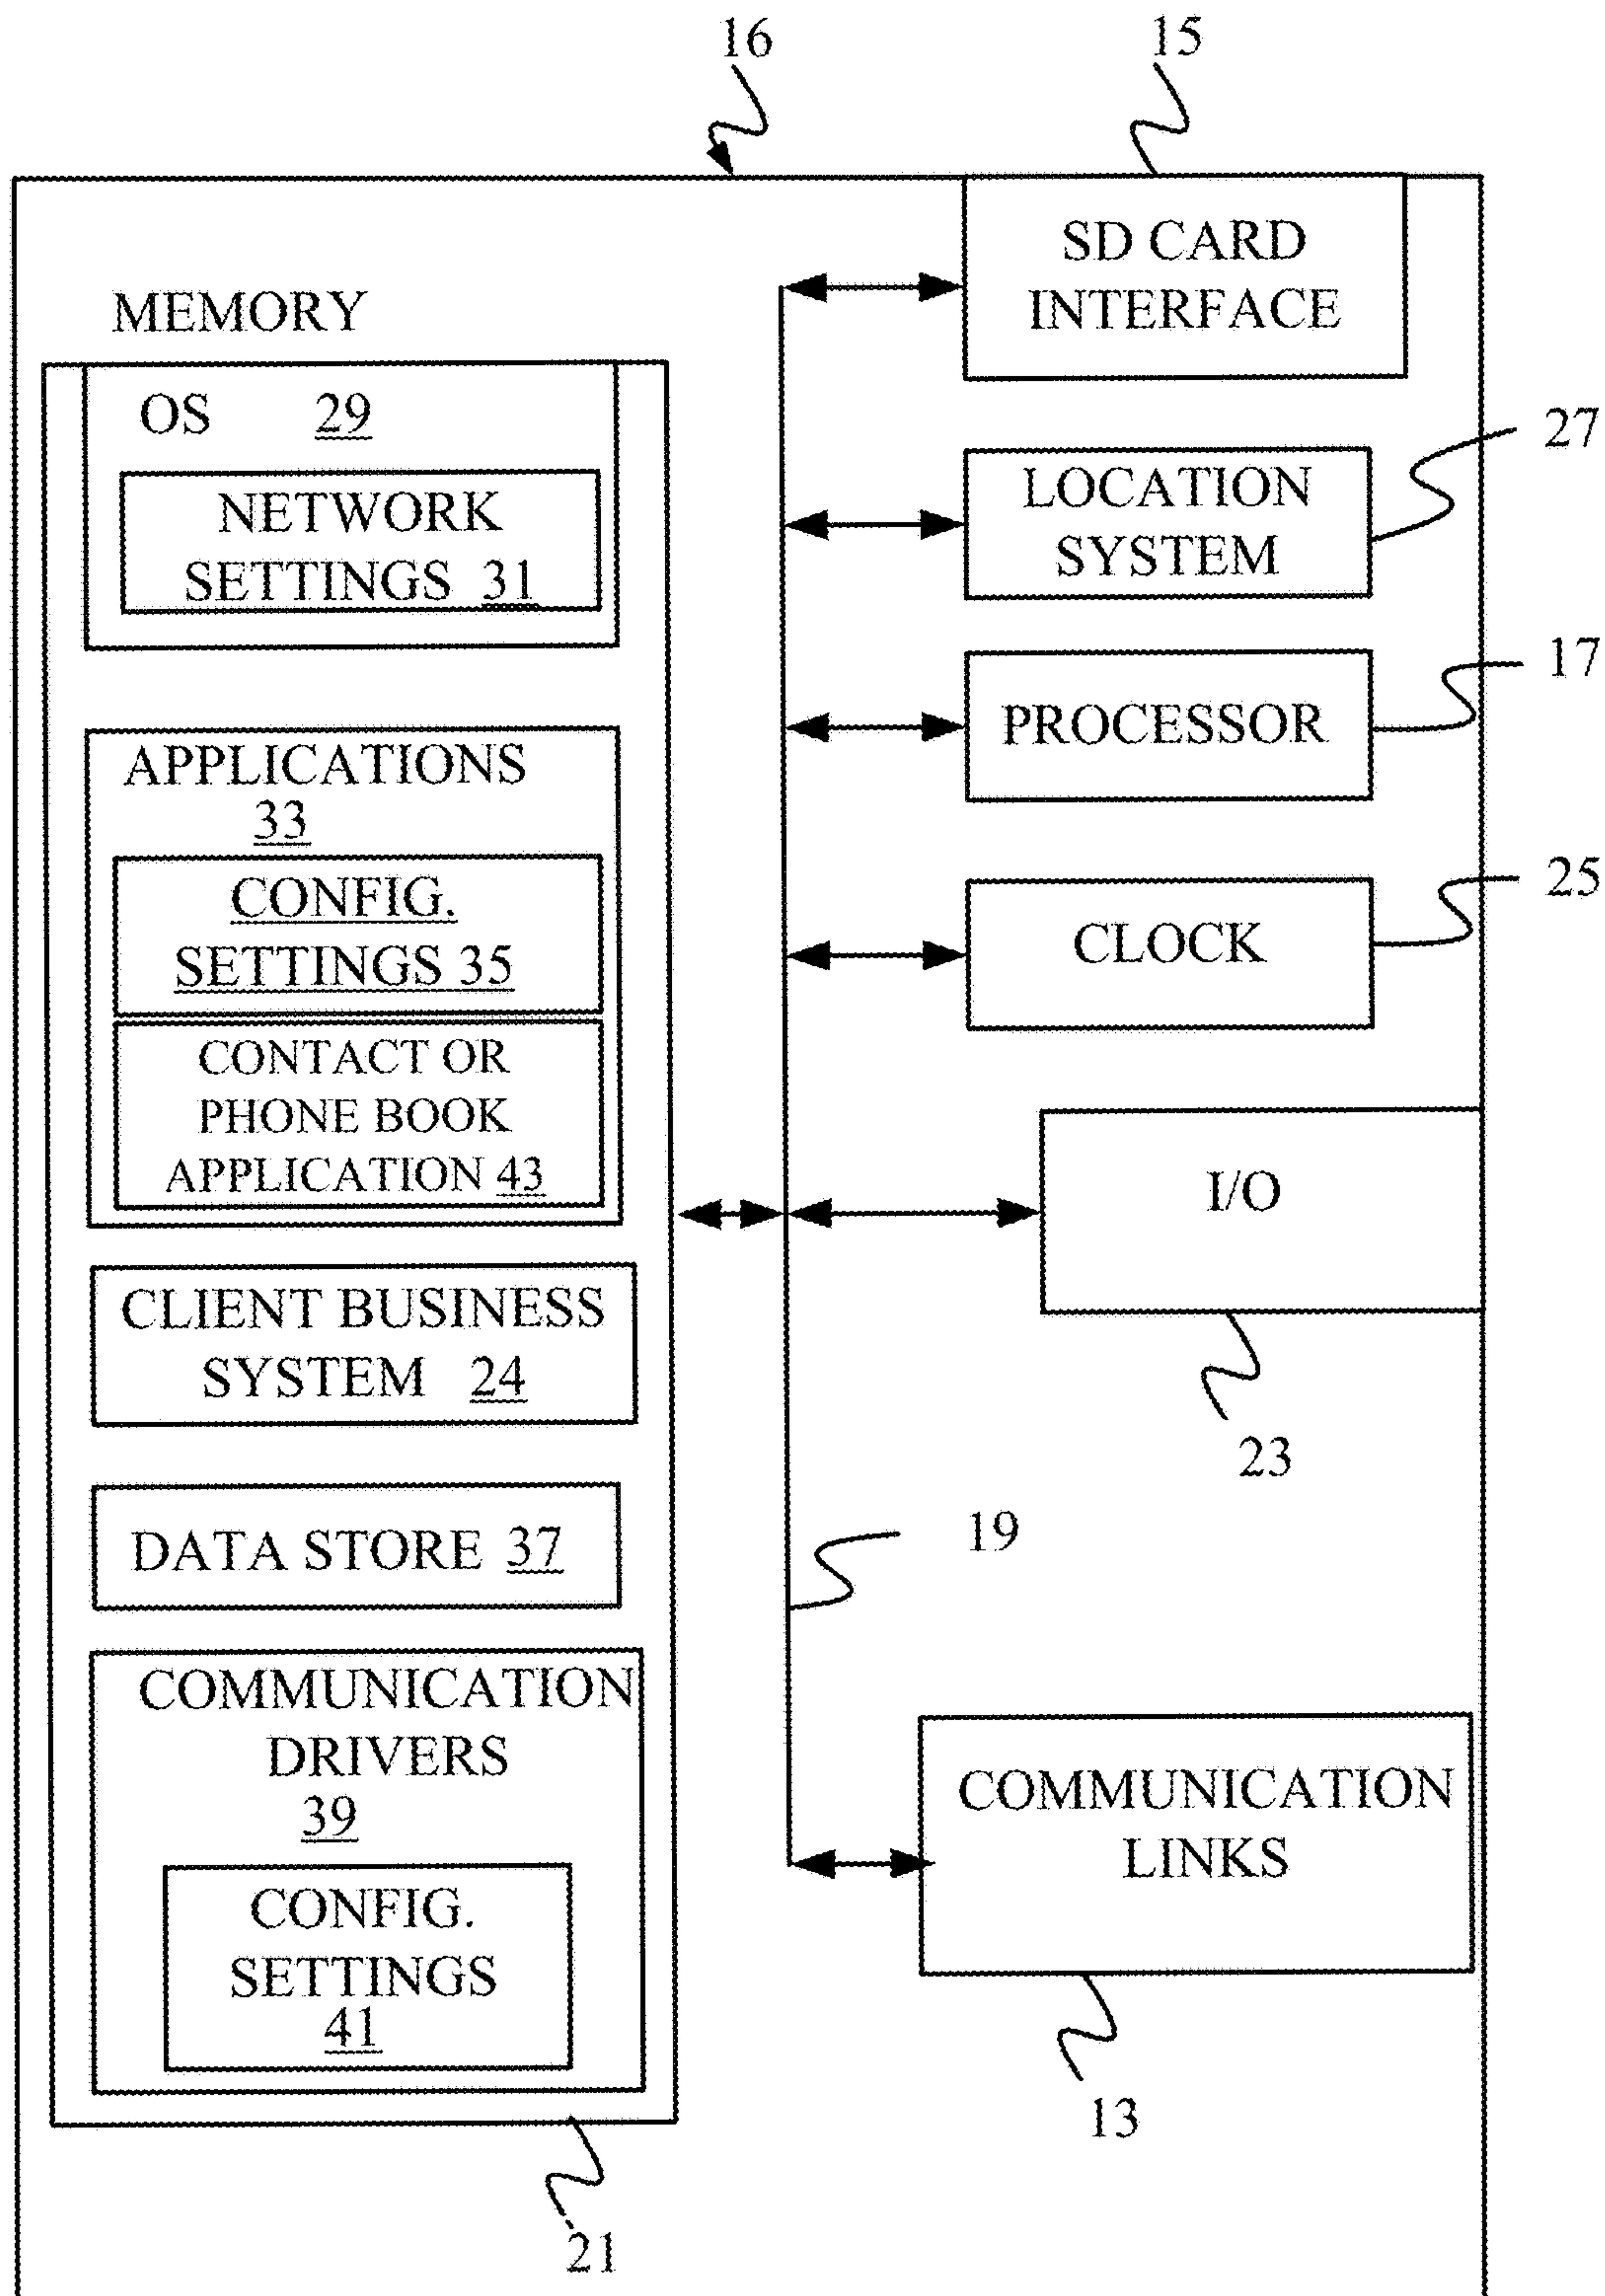 16
15
SD CARD
INTERFACE
MEMORY
OS 29
NETWORK
SETTINGS 31
27
LOCATION
SYSTEM
17
PROCESSOR
APPLICATIONS
33
CONFIG.
SETTINGS 35
25
CLOCK
CONTACT OR
PHONE BOOK
APPLICATION 43
I/O
CLIENT BUSINESS
SYSTEM 24
23
19
DATA STORE 37
COMMUNICATION
DRIVERS
39
CONFIG.
SETTINGS
41
COMMUNICATION
LINKS
13
21